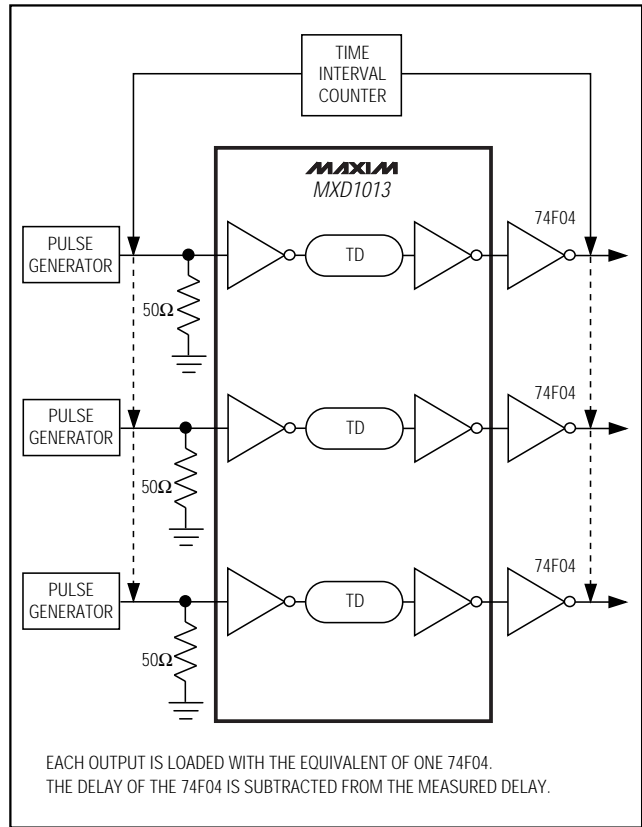 TIME
INTERVAL
COUNTER
MAXIM
MXD1013
74F04
PULSE
GENERATOR
TD
50Ω
74F04
PULSE
GENERATOR
TD
50Ω
74F04
PULSE
GENERATOR
TD
50Ω
EACH OUTPUT IS LOADED WITH THE EQUIVALENT OF ONE 74F04.
THE DELAY OF THE 74F04 IS SUBTRACTED FROM THE MEASURED DELAY.